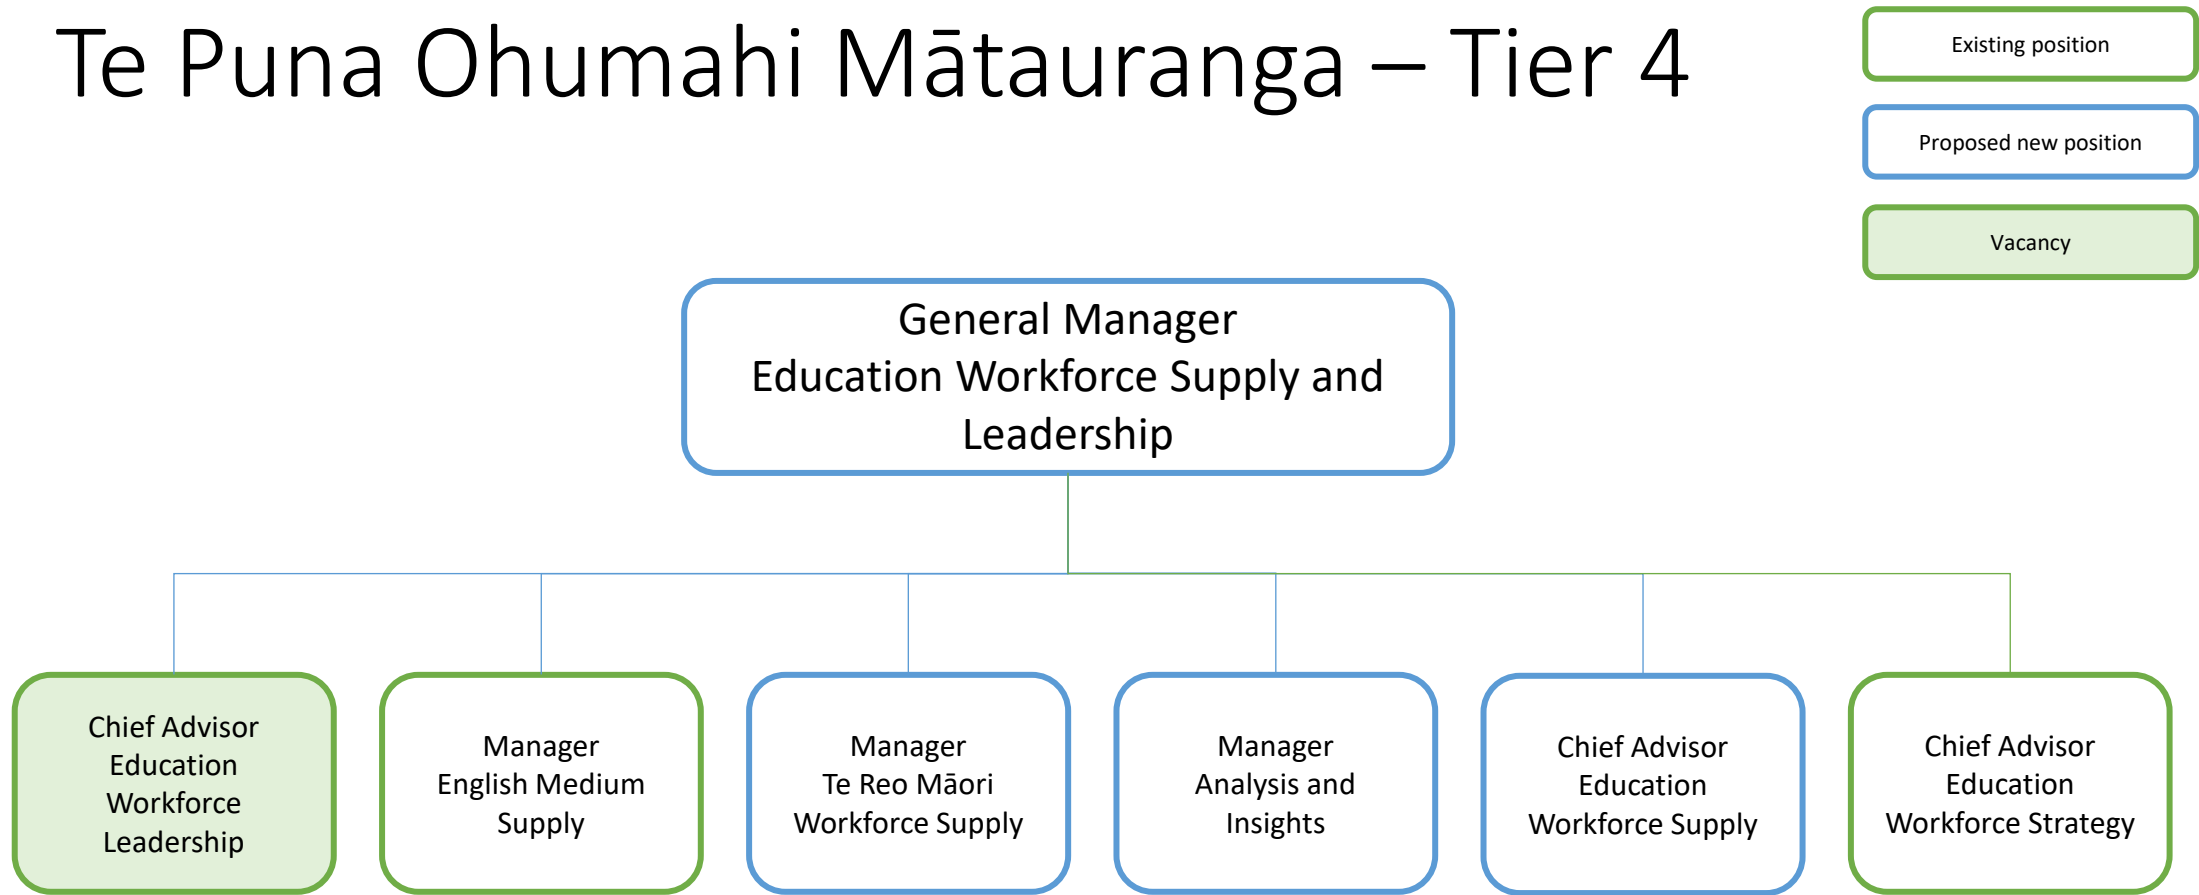 Te Puna Ohumahi Mātauranga – Tier 4
Existing position
Proposed new position
Vacancy
General Manager
Education Workforce Supply and
Leadership
Chief Advisor
Education
Workforce
Leadership
Manager
English Medium
Supply
Manager
Te Reo Māori
Workforce Supply
Manager
Analysis and
Insights
Chief Advisor
Education
Workforce Supply
Chief Advisor
Education
Workforce Strategy